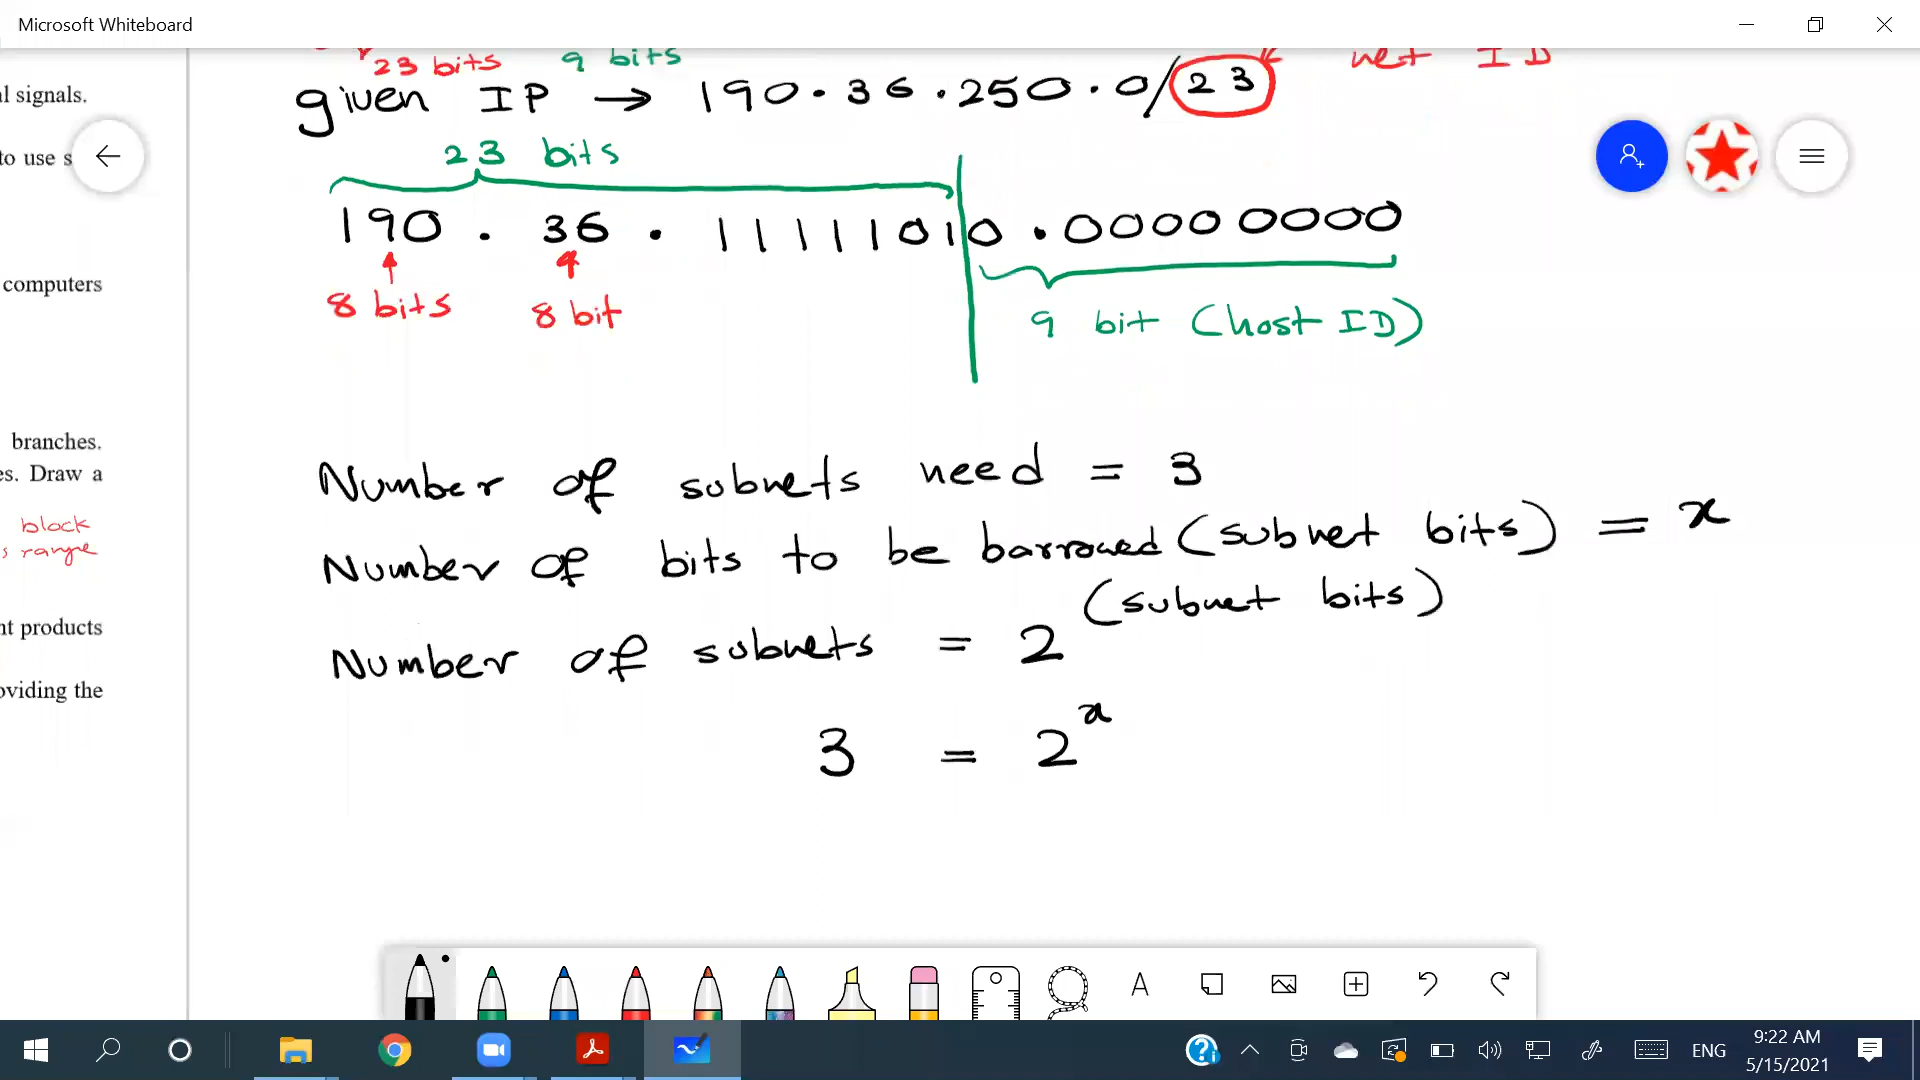 Microsoft Whiteboard
23 bits 9 bits net ID
given IP → 190.36.250.0/23
23 bits
190 . 36 . 11111010 . 00000000
8 bits 8 bit 9 bit (host ID)
Number of subnets need = 3
Number of bits to be barrowed (subnet bits) = x
(subnet bits)
Number of subnets = 2
x
3 = 2
l signals.
to use s
computers
branches.
es. Draw a
block
s range
nt products
oviding the
A
ENG
9:22 AM
5/15/2021